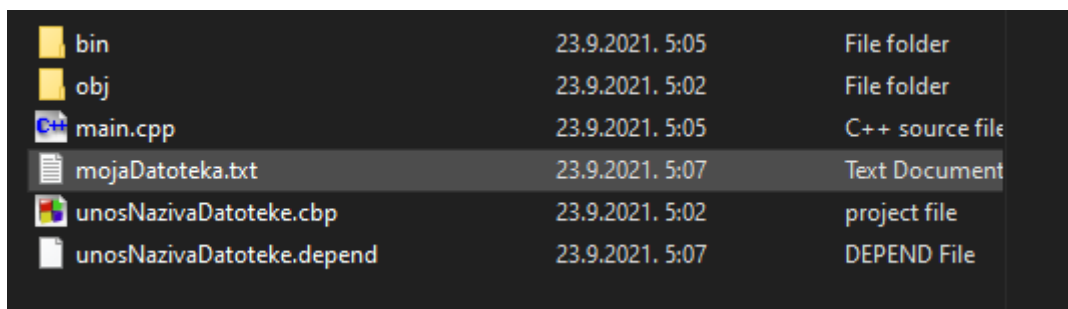 bin 23.9.2021. 5:05 File folder
obj 23.9.2021. 5:02 File folder
C++ main.cpp 23.9.2021. 5:05 C++ source file
mojaDatoteka.txt 23.9.2021. 5:07 Text Document
unosNazivaDatoteke.cbp 23.9.2021. 5:02 project file
unosNazivaDatoteke.depend 23.9.2021. 5:07 DEPEND File